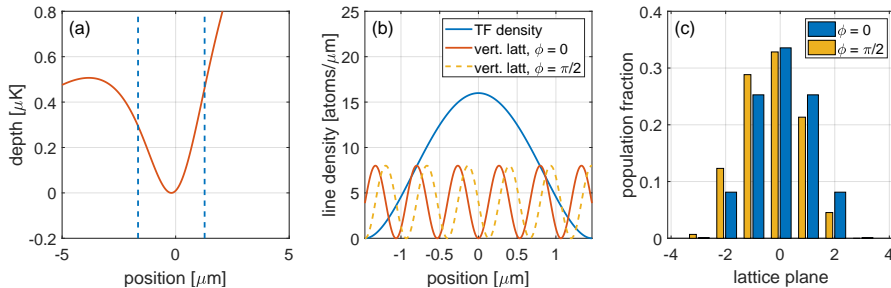 (a)
0.8
0.6
0.4
0.2
0
-0.2
depth [μK]
-5
0
5
position [μm]
(b)
TF density
vert. latt, ϕ = 0
vert. latt, ϕ = π/2
25
20
15
10
5
0
line density [atoms/μm]
-1
-0.5
0
0.5
1
position [μm]
(c)
ϕ = 0
ϕ = π/2
0.4
0.3
0.2
0.1
0
population fraction
-4
-2
0
2
4
lattice plane